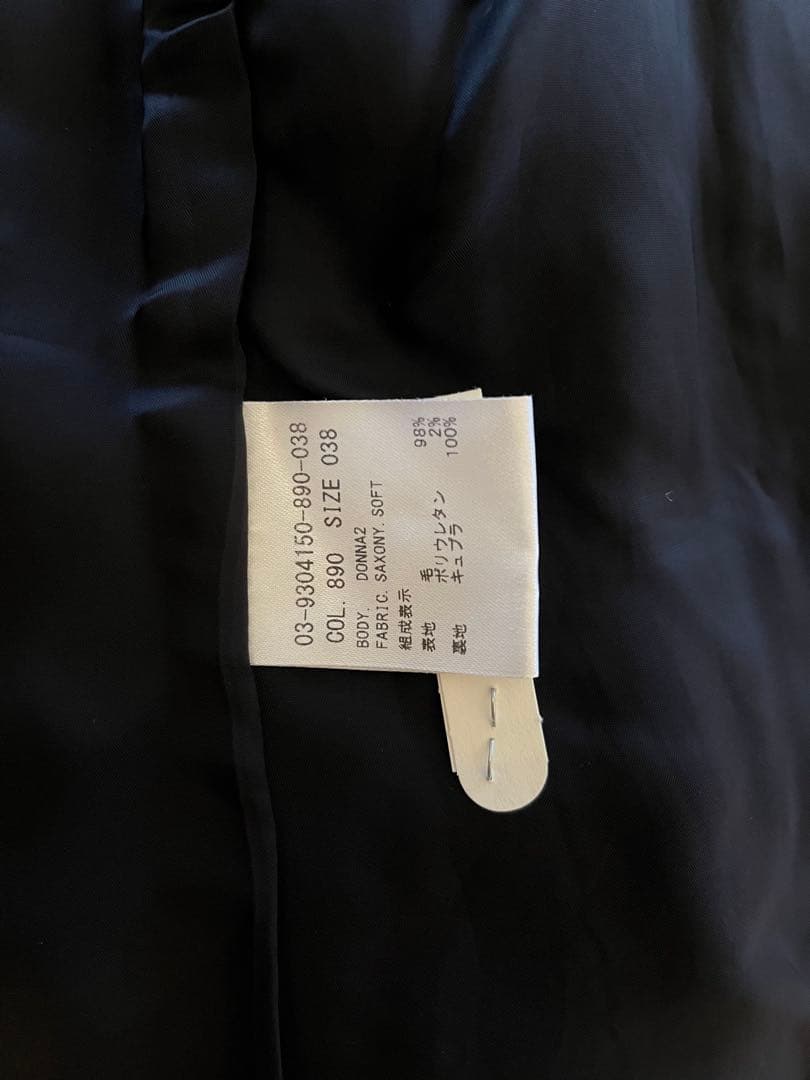 03-9304150-890-038
COL. 890 SIZE 038
BODY. DONNA2
FABRIC. SAXONY. SOFT
組成表示
表地 毛 98%
ポリウレタン 2%
裏地 キュプラ 100%